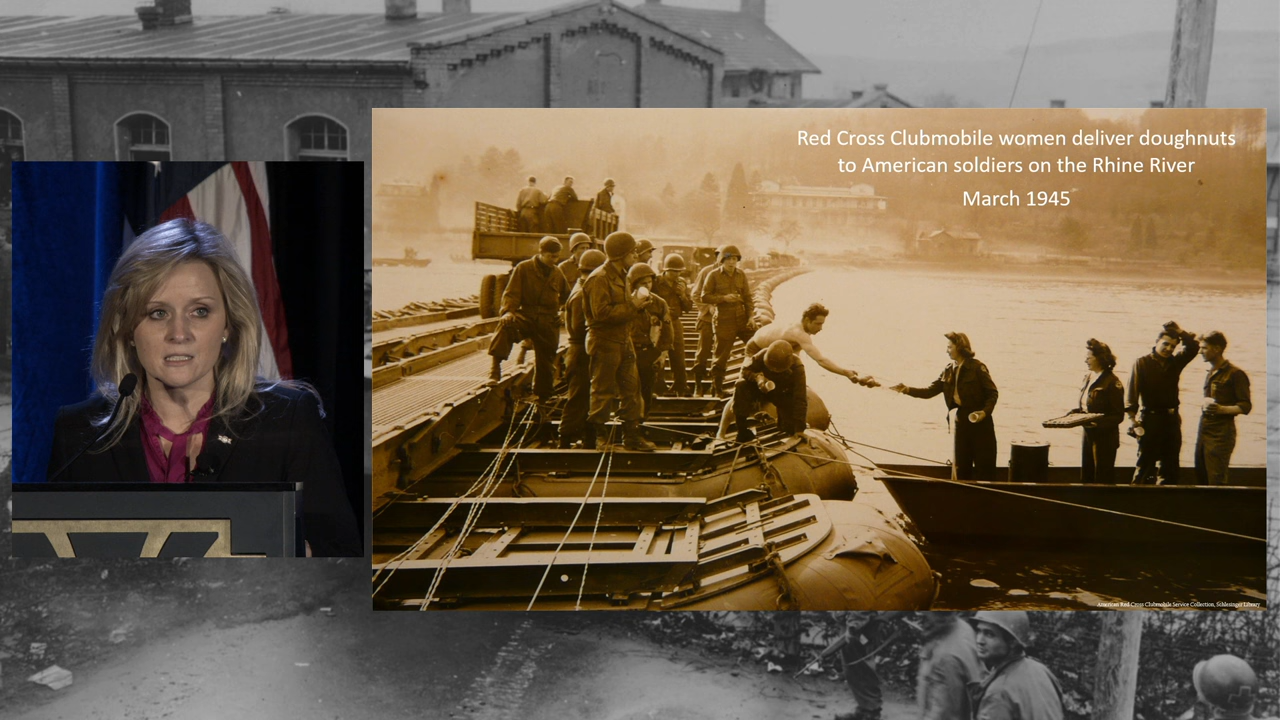 Red Cross Clubmobile women deliver doughnuts
to American soldiers on the Rhine River
March 1945
American Red Cross Clubmobile Service Collection, Schlesinger Library